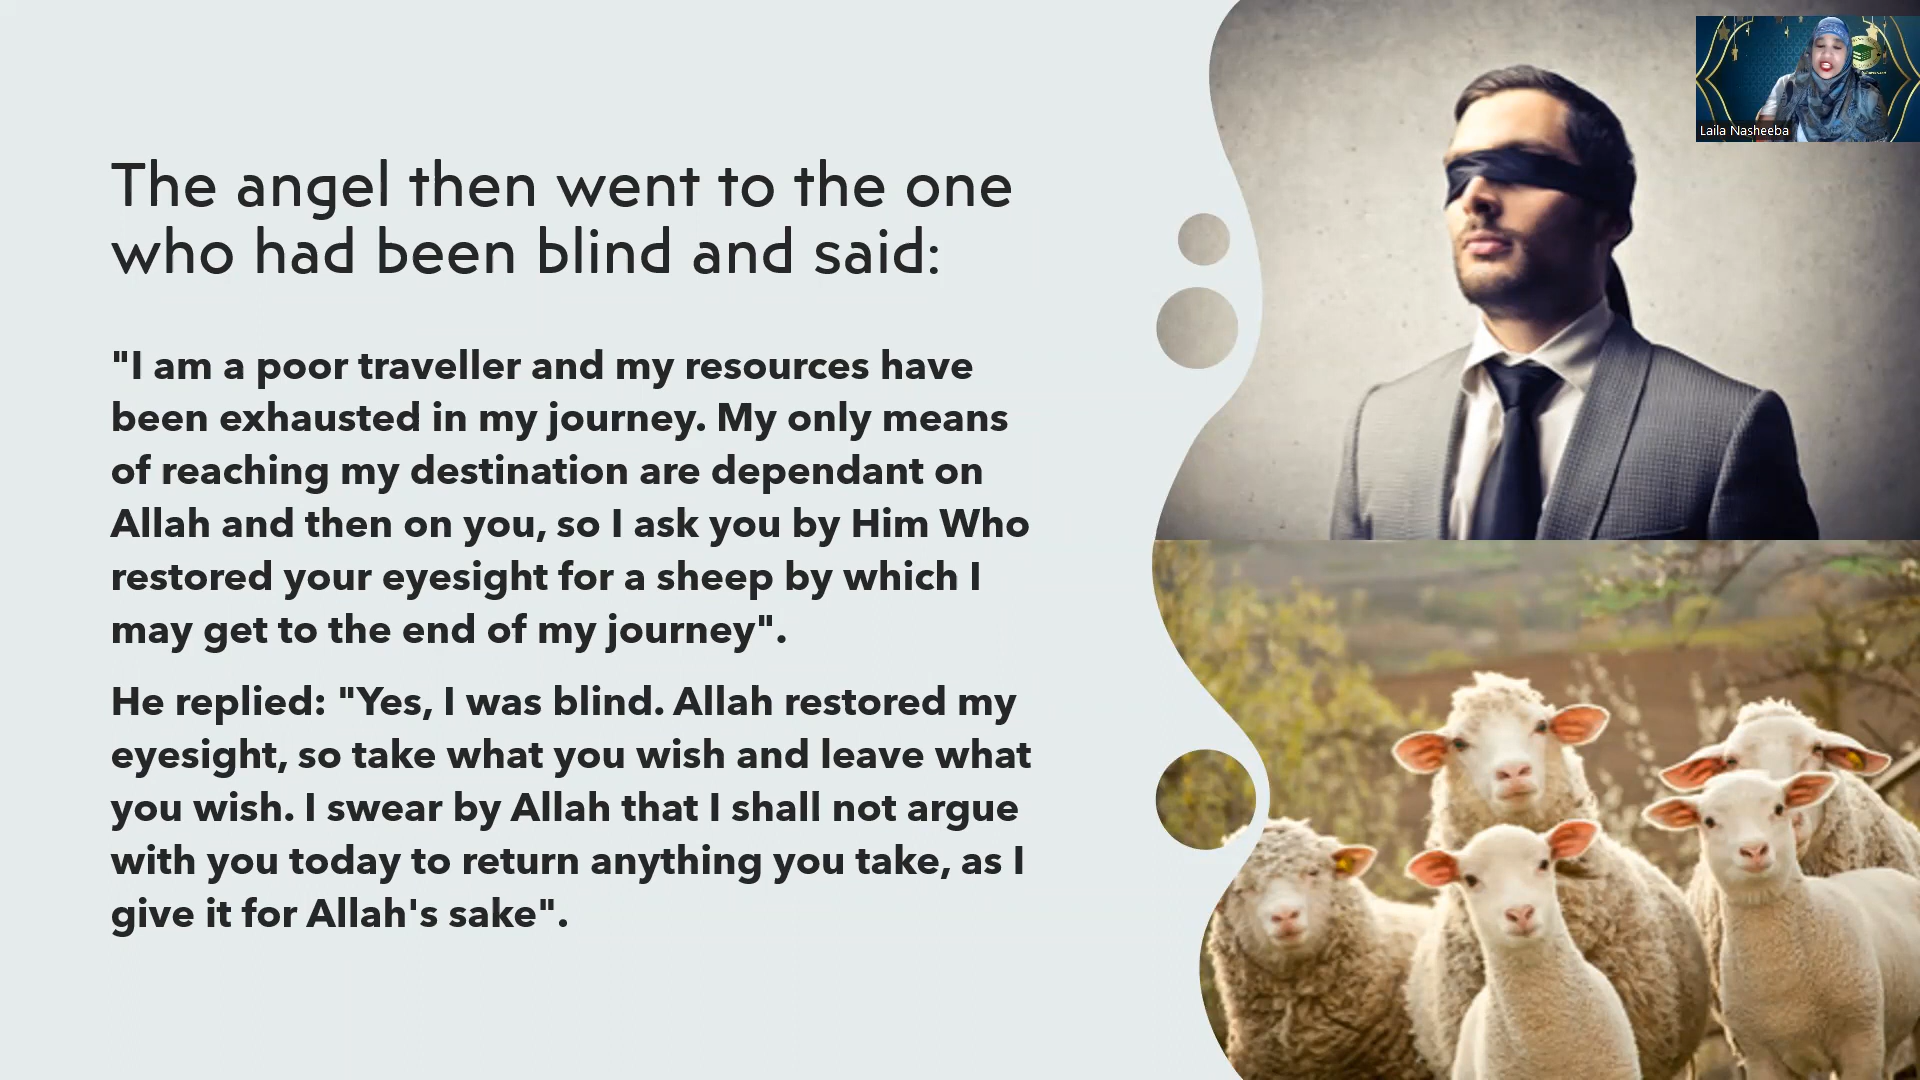 The angel then went to the one
who had been blind and said:
"I am a poor traveller and my resources have
been exhausted in my journey. My only means
of reaching my destination are dependant on
Allah and then on you, so I ask you by Him Who
restored your eyesight for a sheep by which I
may get to the end of my journey".
He replied: "Yes, I was blind. Allah restored my
eyesight, so take what you wish and leave what
you wish. I swear by Allah that I shall not argue
with you today to return anything you take, as I
give it for Allah's sake".
Laila Nasheeba